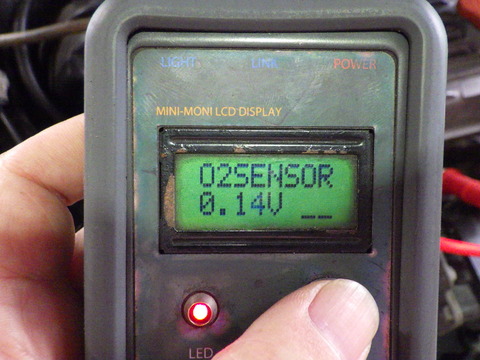 LIGHT LINK POWER
MINI-MONI LCD DISPLAY
O2SENSOR
0.14V __
LED